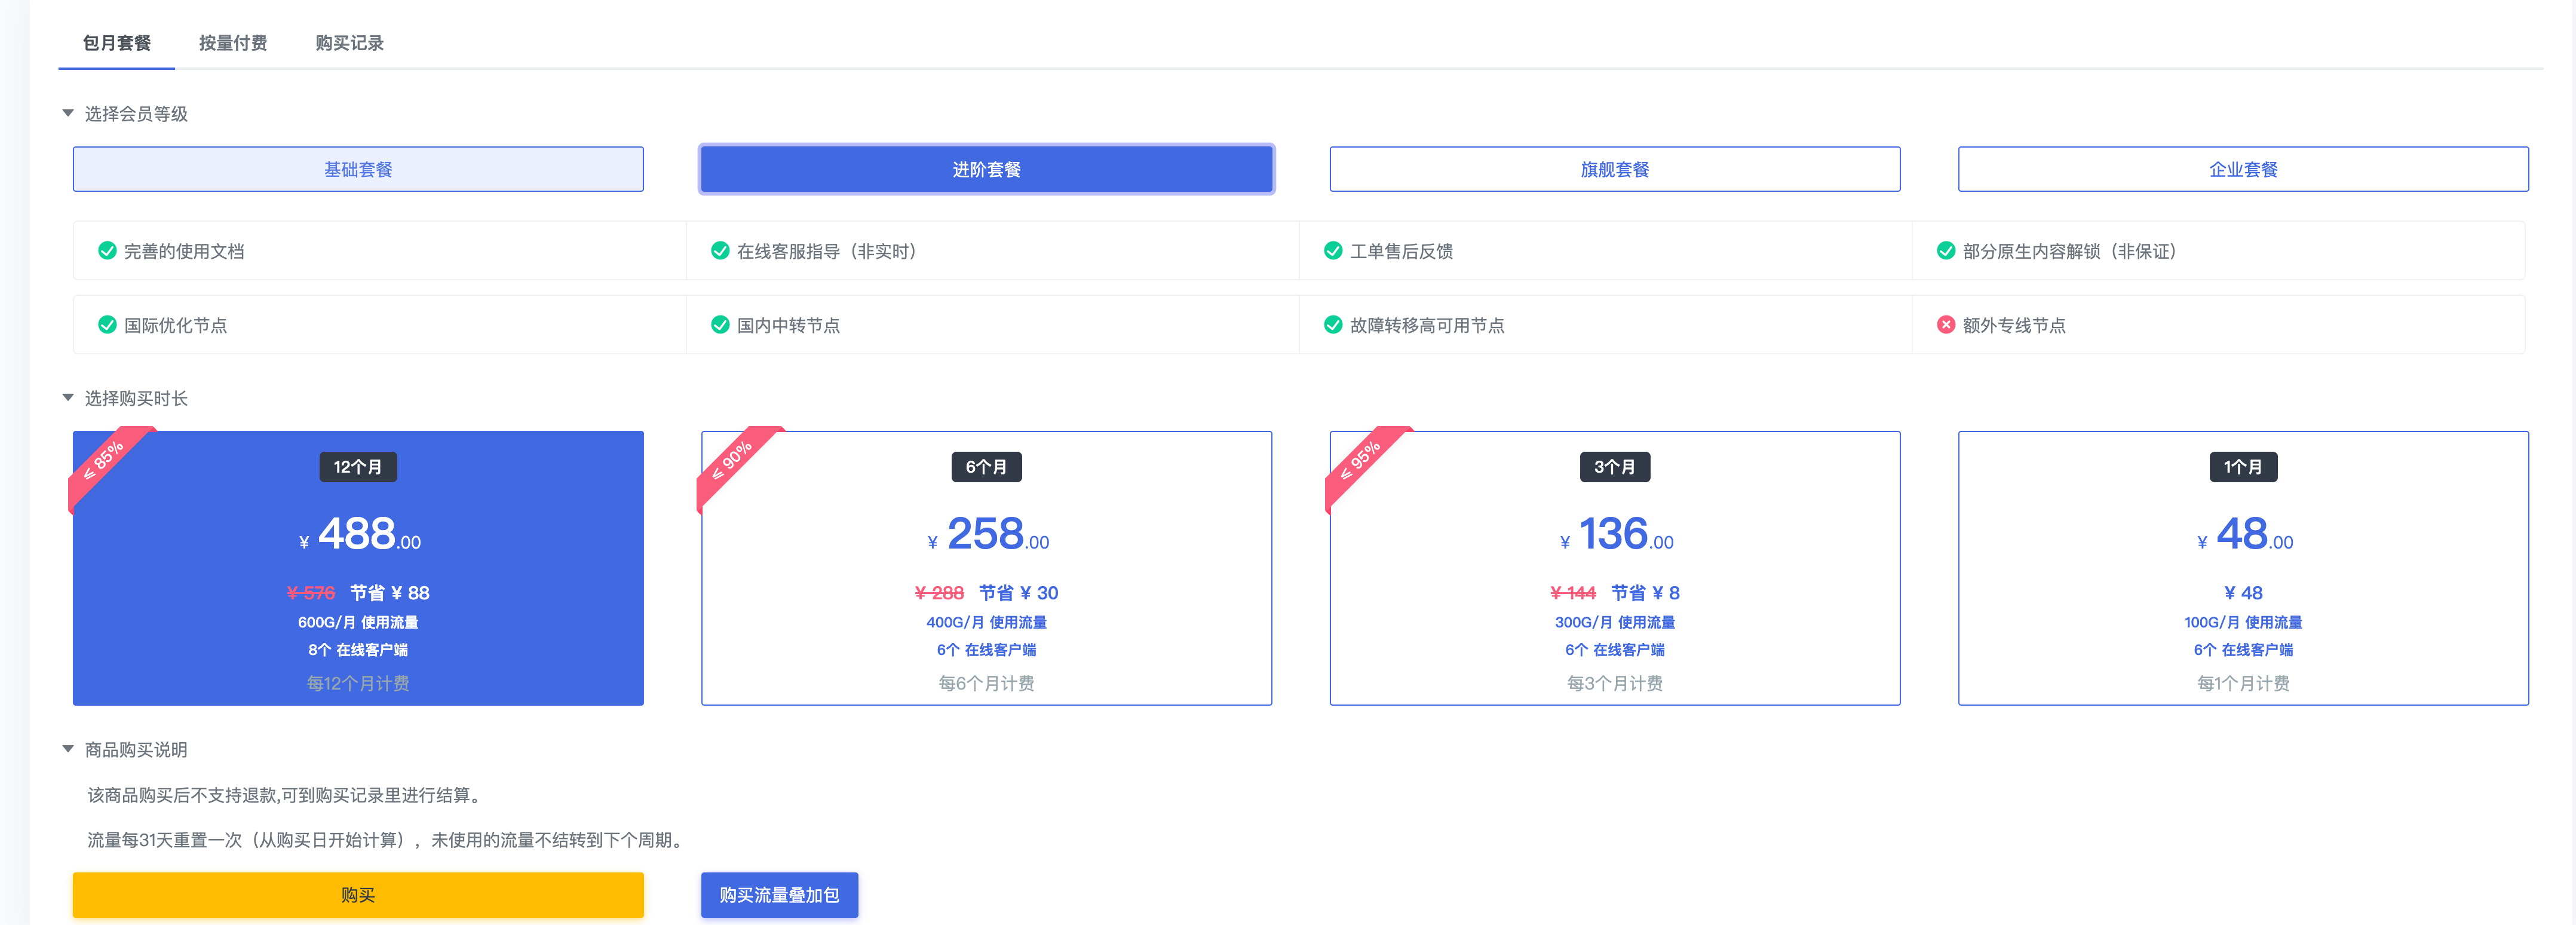 包月套餐 按量付费 购买记录
选择会员等级
基础套餐 进阶套餐 旗舰套餐 企业套餐
完善的使用文档 在线客服指导（非实时） 工单售后反馈 部分原生内容解锁（非保证）
国际优化节点 国内中转节点 故障转移高可用节点 额外专线节点
选择购买时长
≤ 85%
12个月
¥ 488.00
¥ 576 节省 ¥ 88
600G/月 使用流量
8个 在线客户端
每12个月计费
≤ 90%
6个月
¥ 258.00
¥ 288 节省 ¥ 30
400G/月 使用流量
6个 在线客户端
每6个月计费
≤ 95%
3个月
¥ 136.00
¥ 144 节省 ¥ 8
300G/月 使用流量
6个 在线客户端
每3个月计费
1个月
¥ 48.00
¥ 48
100G/月 使用流量
6个 在线客户端
每1个月计费
商品购买说明
该商品购买后不支持退款,可到购买记录里进行结算。
流量每31天重置一次（从购买日开始计算），未使用的流量不结转到下个周期。
购买 购买流量叠加包